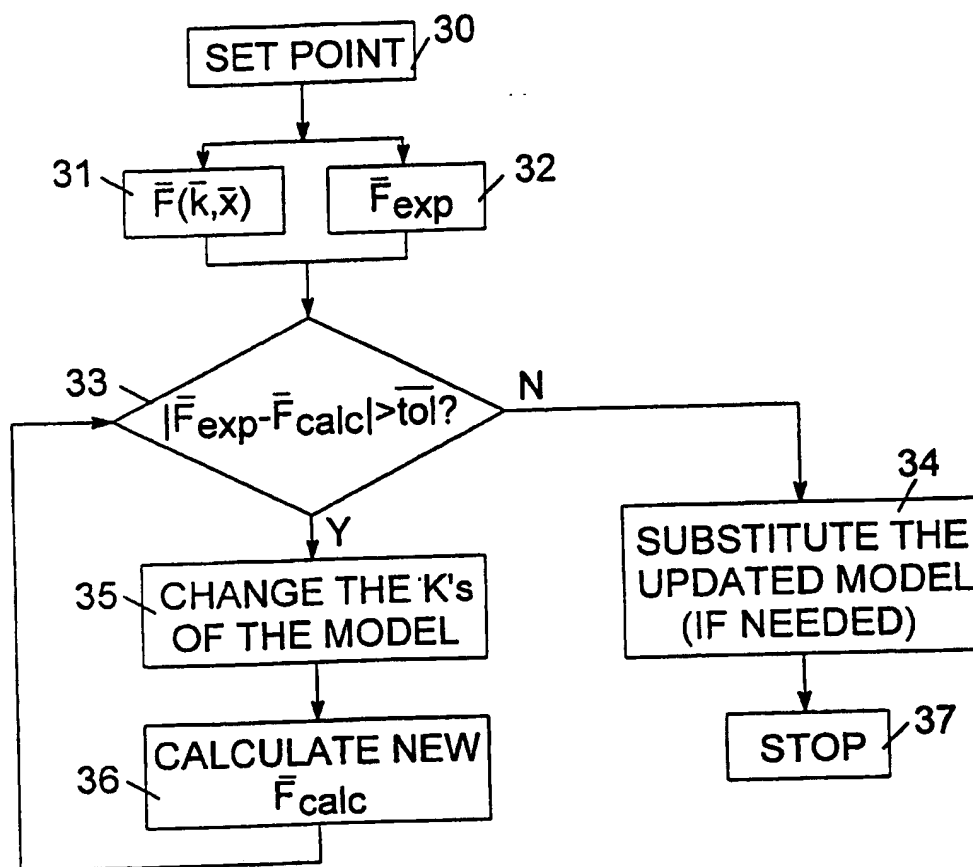 30
SET POINT
31
F̿(k̄,x̄)
32
F̿exp
33
|F̿exp-F̿calc|>t̅o̅l̅?
N
Y
34
SUBSTITUTE THE
UPDATED MODEL
(IF NEEDED)
35
CHANGE THE K's
OF THE MODEL
36
CALCULATE NEW
F̿calc
STOP
37